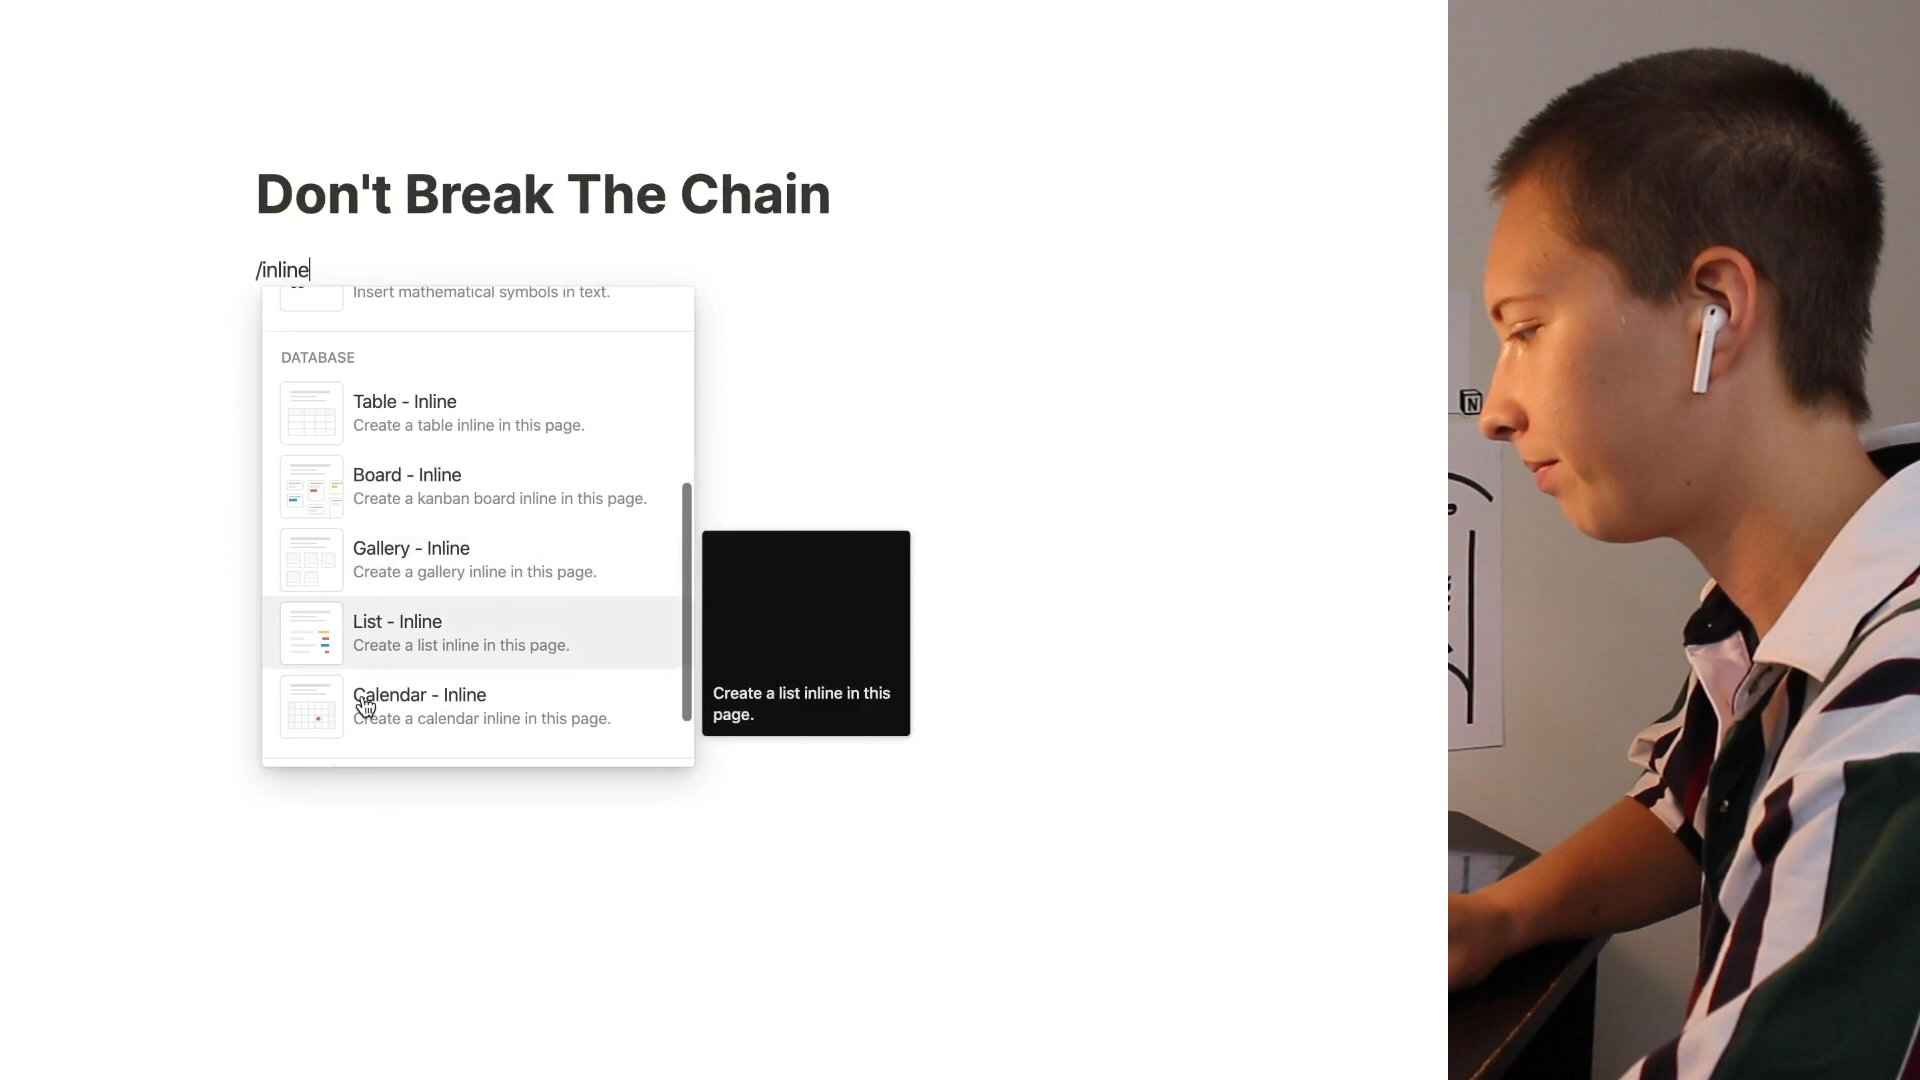 Don't Break The Chain
/inline
Insert mathematical symbols in text.
DATABASE
Table - Inline
Create a table inline in this page.
Board - Inline
Create a kanban board inline in this page.
Gallery - Inline
Create a gallery inline in this page.
List - Inline
Create a list inline in this page.
Calendar - Inline
Create a calendar inline in this page.
Create a list inline in this
page.
N